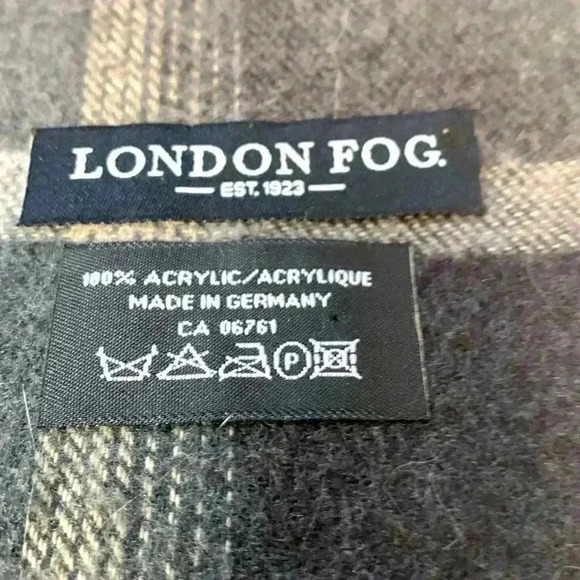 LONDON FOG.
EST. 1923
100% ACRYLIC/ACRYLIQUE
MADE IN GERMANY
CA 06761
P